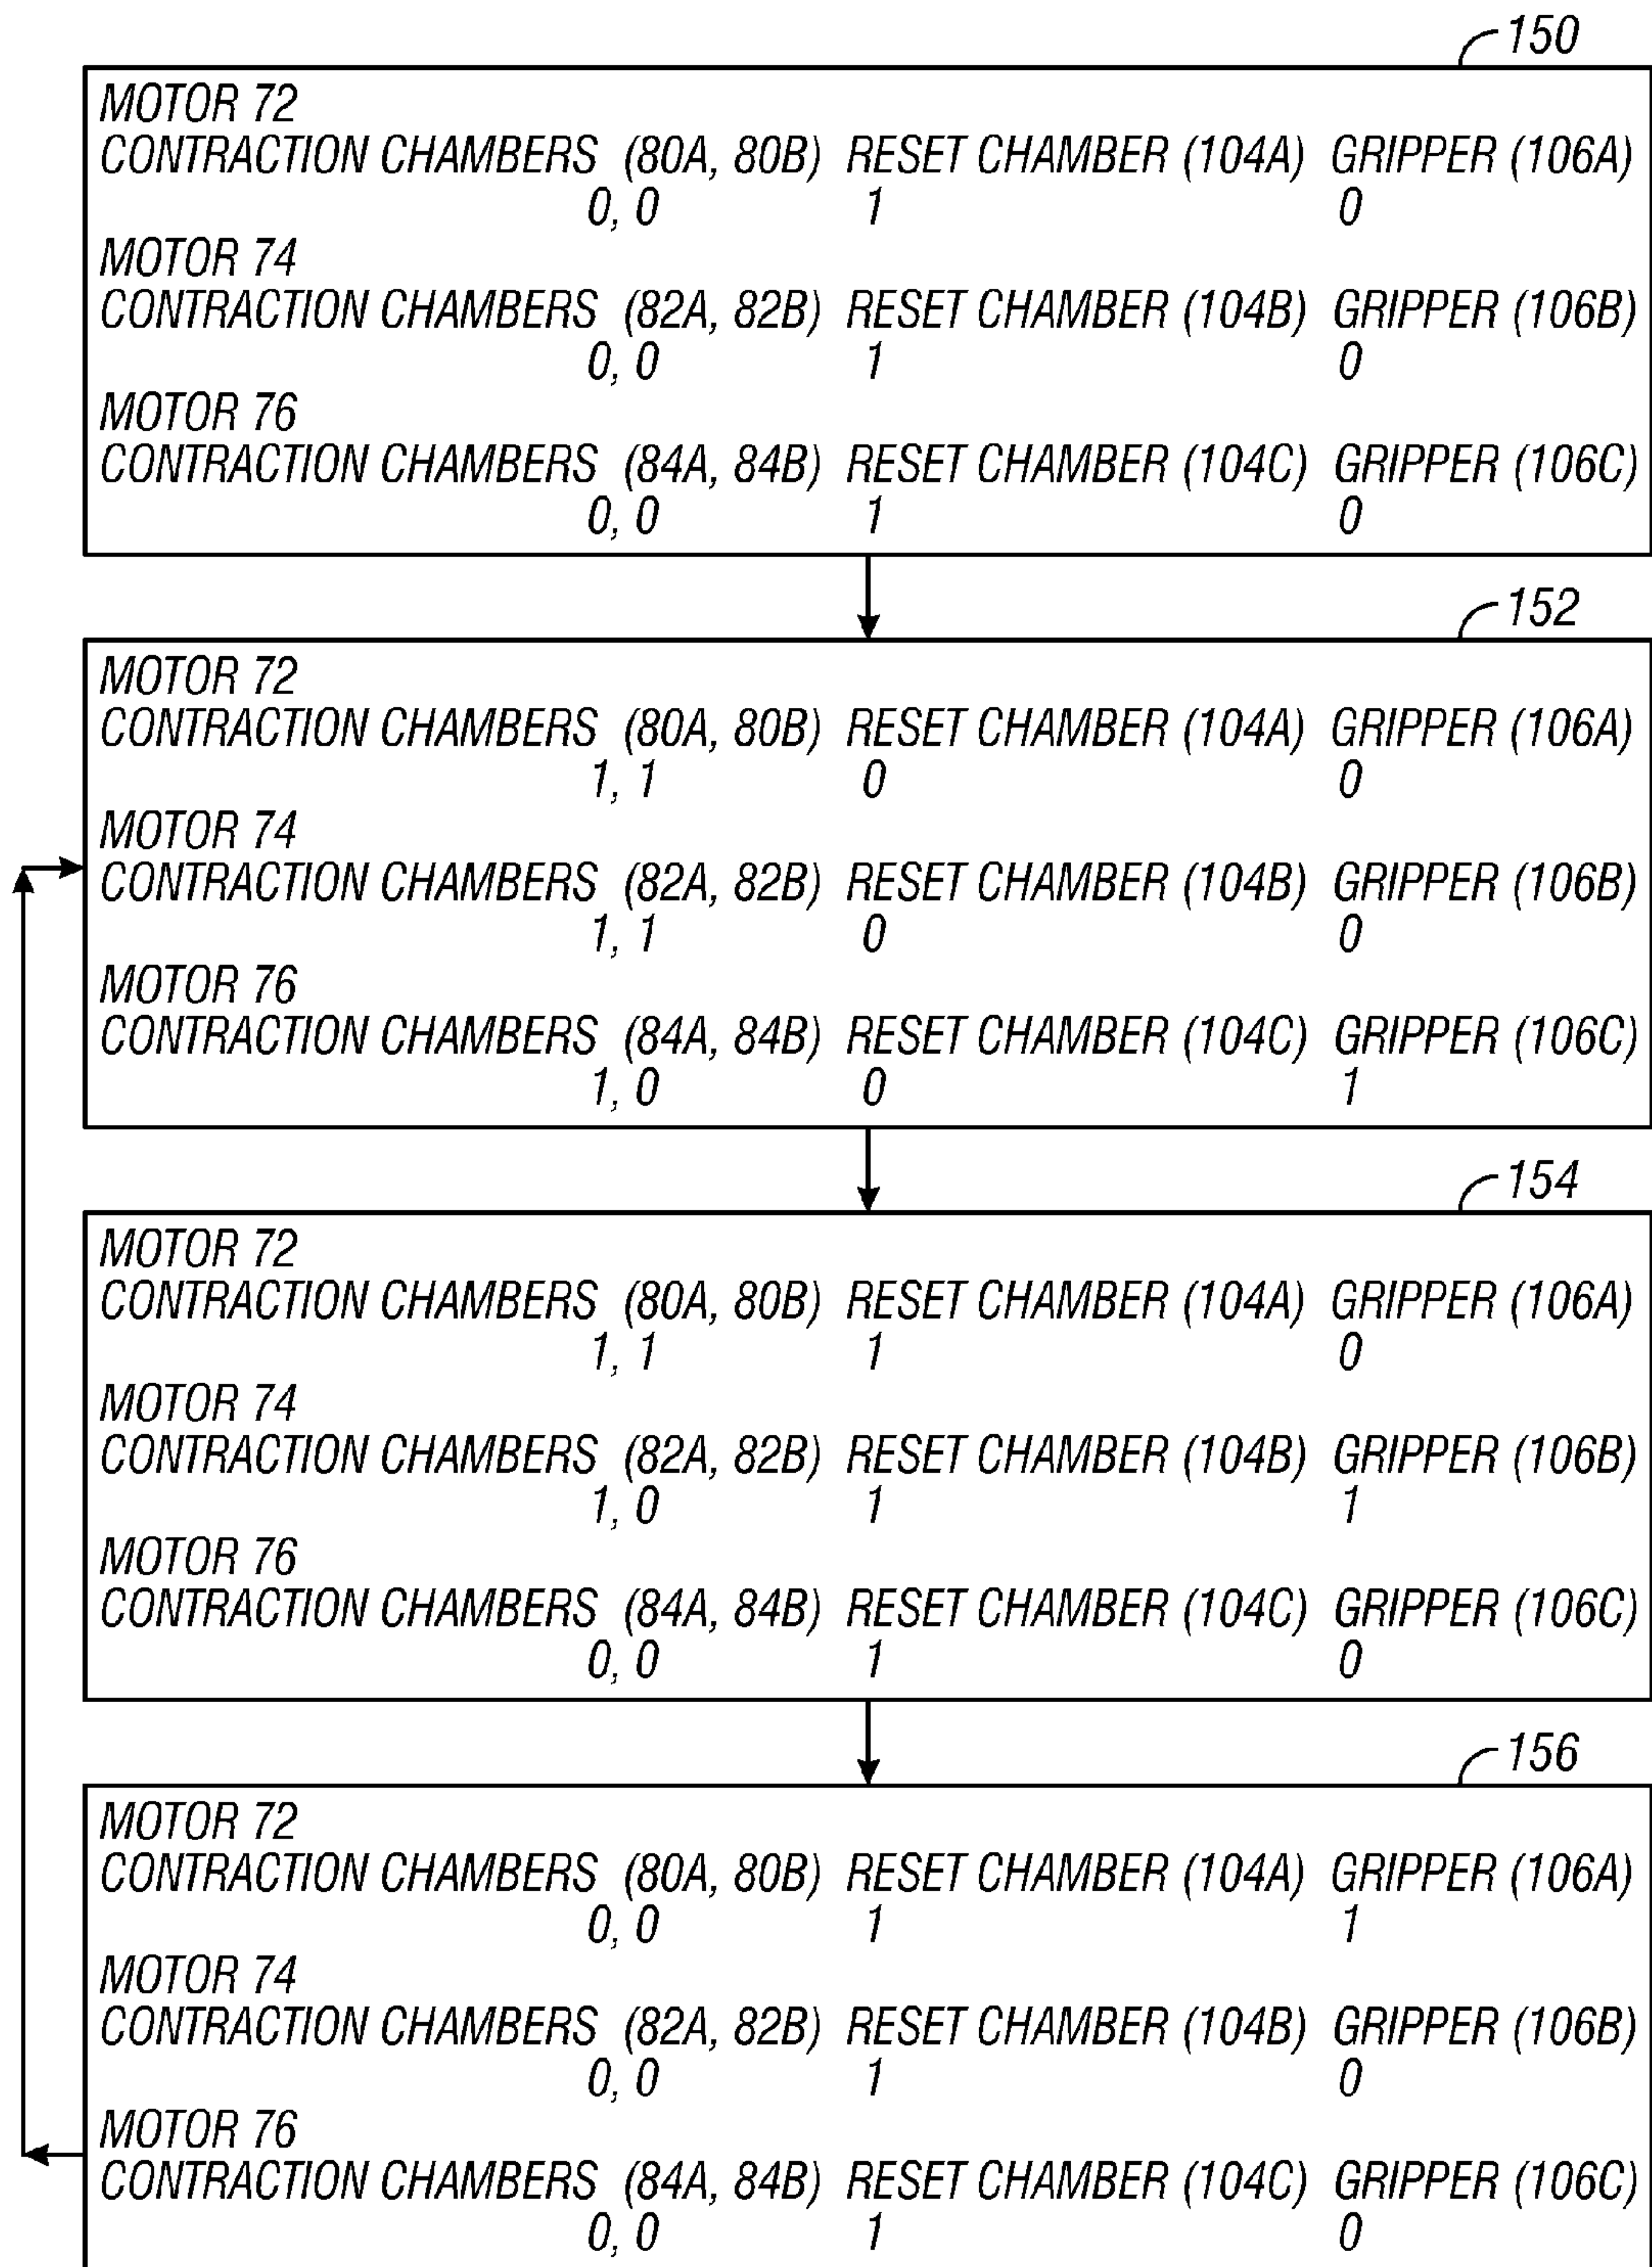 150
MOTOR 72
CONTRACTION CHAMBERS (80A, 80B) RESET CHAMBER (104A) GRIPPER (106A)
0, 0 1 0
MOTOR 74
CONTRACTION CHAMBERS (82A, 82B) RESET CHAMBER (104B) GRIPPER (106B)
0, 0 1 0
MOTOR 76
CONTRACTION CHAMBERS (84A, 84B) RESET CHAMBER (104C) GRIPPER (106C)
0, 0 1 0
152
MOTOR 72
CONTRACTION CHAMBERS (80A, 80B) RESET CHAMBER (104A) GRIPPER (106A)
1, 1 0 0
MOTOR 74
CONTRACTION CHAMBERS (82A, 82B) RESET CHAMBER (104B) GRIPPER (106B)
1, 1 0 0
MOTOR 76
CONTRACTION CHAMBERS (84A, 84B) RESET CHAMBER (104C) GRIPPER (106C)
1, 0 0 1
154
MOTOR 72
CONTRACTION CHAMBERS (80A, 80B) RESET CHAMBER (104A) GRIPPER (106A)
1, 1 1 0
MOTOR 74
CONTRACTION CHAMBERS (82A, 82B) RESET CHAMBER (104B) GRIPPER (106B)
1, 0 1 1
MOTOR 76
CONTRACTION CHAMBERS (84A, 84B) RESET CHAMBER (104C) GRIPPER (106C)
0, 0 1 0
156
MOTOR 72
CONTRACTION CHAMBERS (80A, 80B) RESET CHAMBER (104A) GRIPPER (106A)
0, 0 1 1
MOTOR 74
CONTRACTION CHAMBERS (82A, 82B) RESET CHAMBER (104B) GRIPPER (106B)
0, 0 1 0
MOTOR 76
CONTRACTION CHAMBERS (84A, 84B) RESET CHAMBER (104C) GRIPPER (106C)
0, 0 1 0